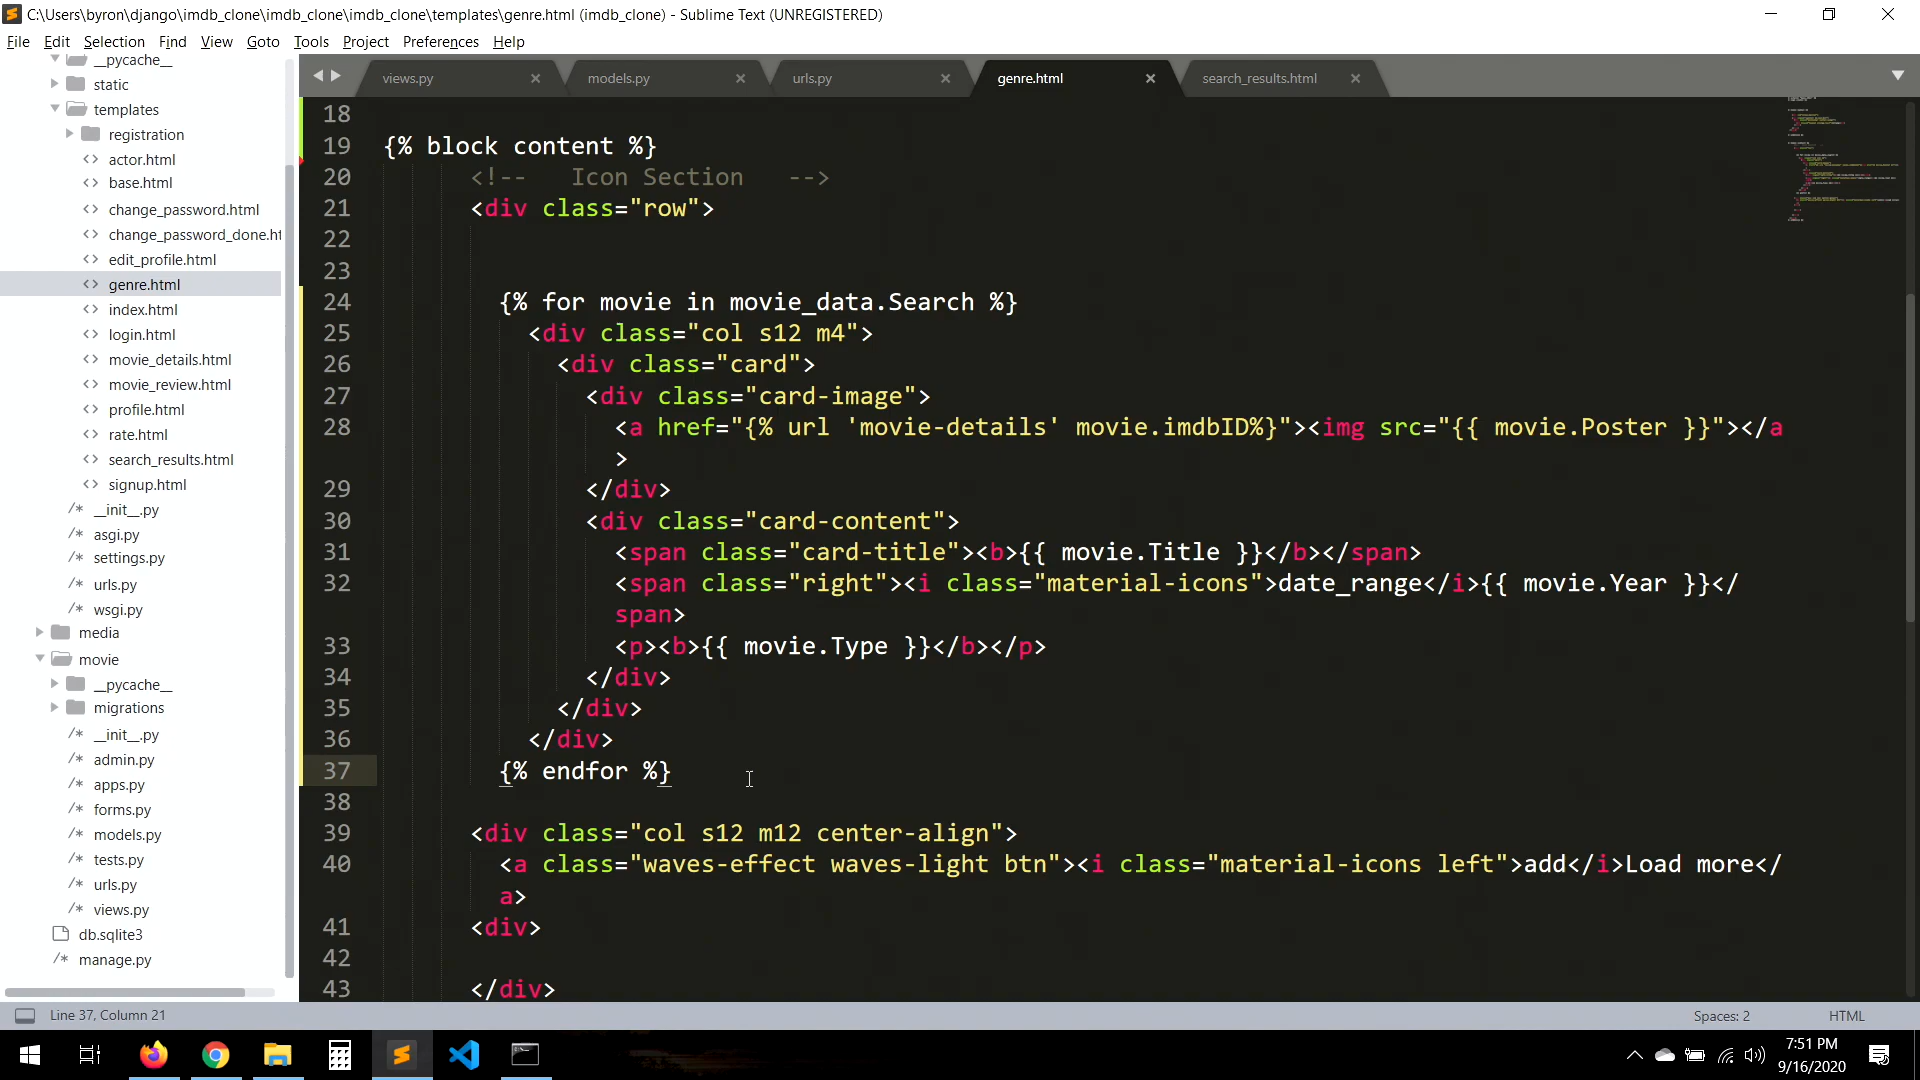 C:\Users\byron\django\imdb_clone\imdb_clone\imdb_clone\templates\genre.html (imdb_clone) - Sublime Text (UNREGISTERED)
File Edit Selection Find View Goto Tools Project Preferences Help
__pycache__
static
templates
registration
actor.html
base.html
change_password.html
change_password_done.ht
edit_profile.html
genre.html
index.html
login.html
movie_details.html
movie_review.html
profile.html
rate.html
search_results.html
signup.html
__init__.py
asgi.py
settings.py
urls.py
wsgi.py
media
movie
__pycache__
migrations
__init__.py
admin.py
apps.py
forms.py
models.py
tests.py
urls.py
views.py
db.sqlite3
manage.py
views.py models.py urls.py genre.html search_results.html
18
19 {% block content %}
20 <!-- Icon Section -->
21 <div class="row">
22
23
24 {% for movie in movie_data.Search %}
25 <div class="col s12 m4">
26 <div class="card">
27 <div class="card-image">
28 <a href="{% url 'movie-details' movie.imdbID%}"><img src="{{ movie.Poster }}"></a
>
29 </div>
30 <div class="card-content">
31 <span class="card-title"><b>{{ movie.Title }}</b></span>
32 <span class="right"><i class="material-icons">date_range</i>{{ movie.Year }}</
span>
33 <p><b>{{ movie.Type }}</b></p>
34 </div>
35 </div>
36 </div>
37 {% endfor %}
38
39 <div class="col s12 m12 center-align">
40 <a class="waves-effect waves-light btn"><i class="material-icons left">add</i>Load more</
a>
41 <div>
42
43 </div>
Line 37, Column 21
Spaces: 2
HTML
7:51 PM
9/16/2020